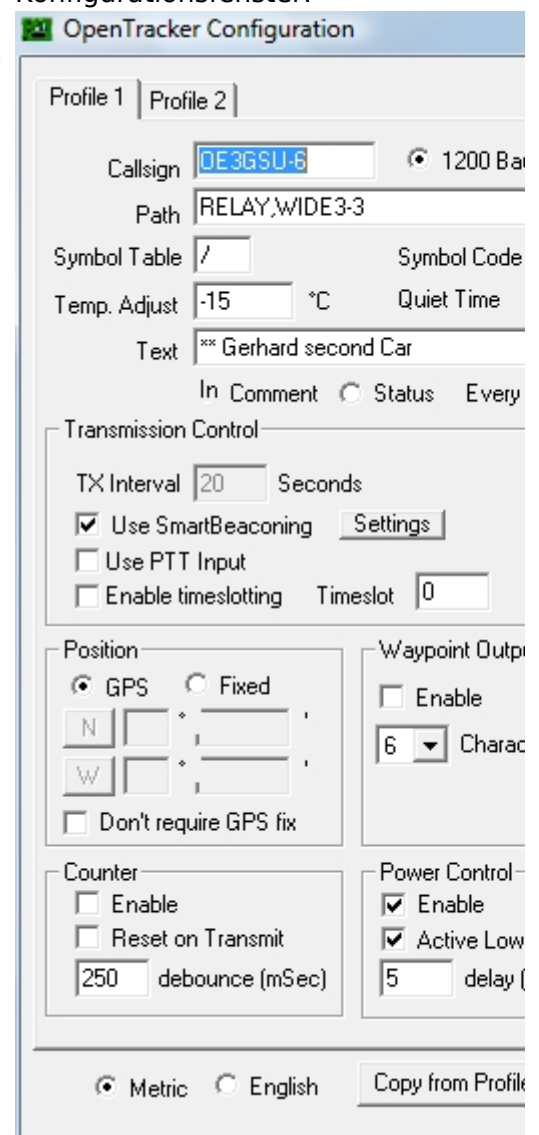 Konfigurationsfenster:
OpenTracker Configuration
Profile 1 Profile 2
Callsign OE3GSU-6 1200 Bau
Path RELAY,WIDE3-3
Symbol Table / Symbol Code
Temp. Adjust -15 °C Quiet Time
Text ** Gerhard second Car
In Comment Status Every
Transmission Control
TX Interval 20 Seconds
Use SmartBeaconing Settings
Use PTT Input
Enable timeslotting Timeslot 0
Position Waypoint Outp
GPS Fixed Enable
N ° , '
6 Charac
W ° , '
Don't require GPS fix
Counter Power Control
Enable Enable
Reset on Transmit Active Low
250 debounce (mSec) 5 delay (
Metric English Copy from Profile